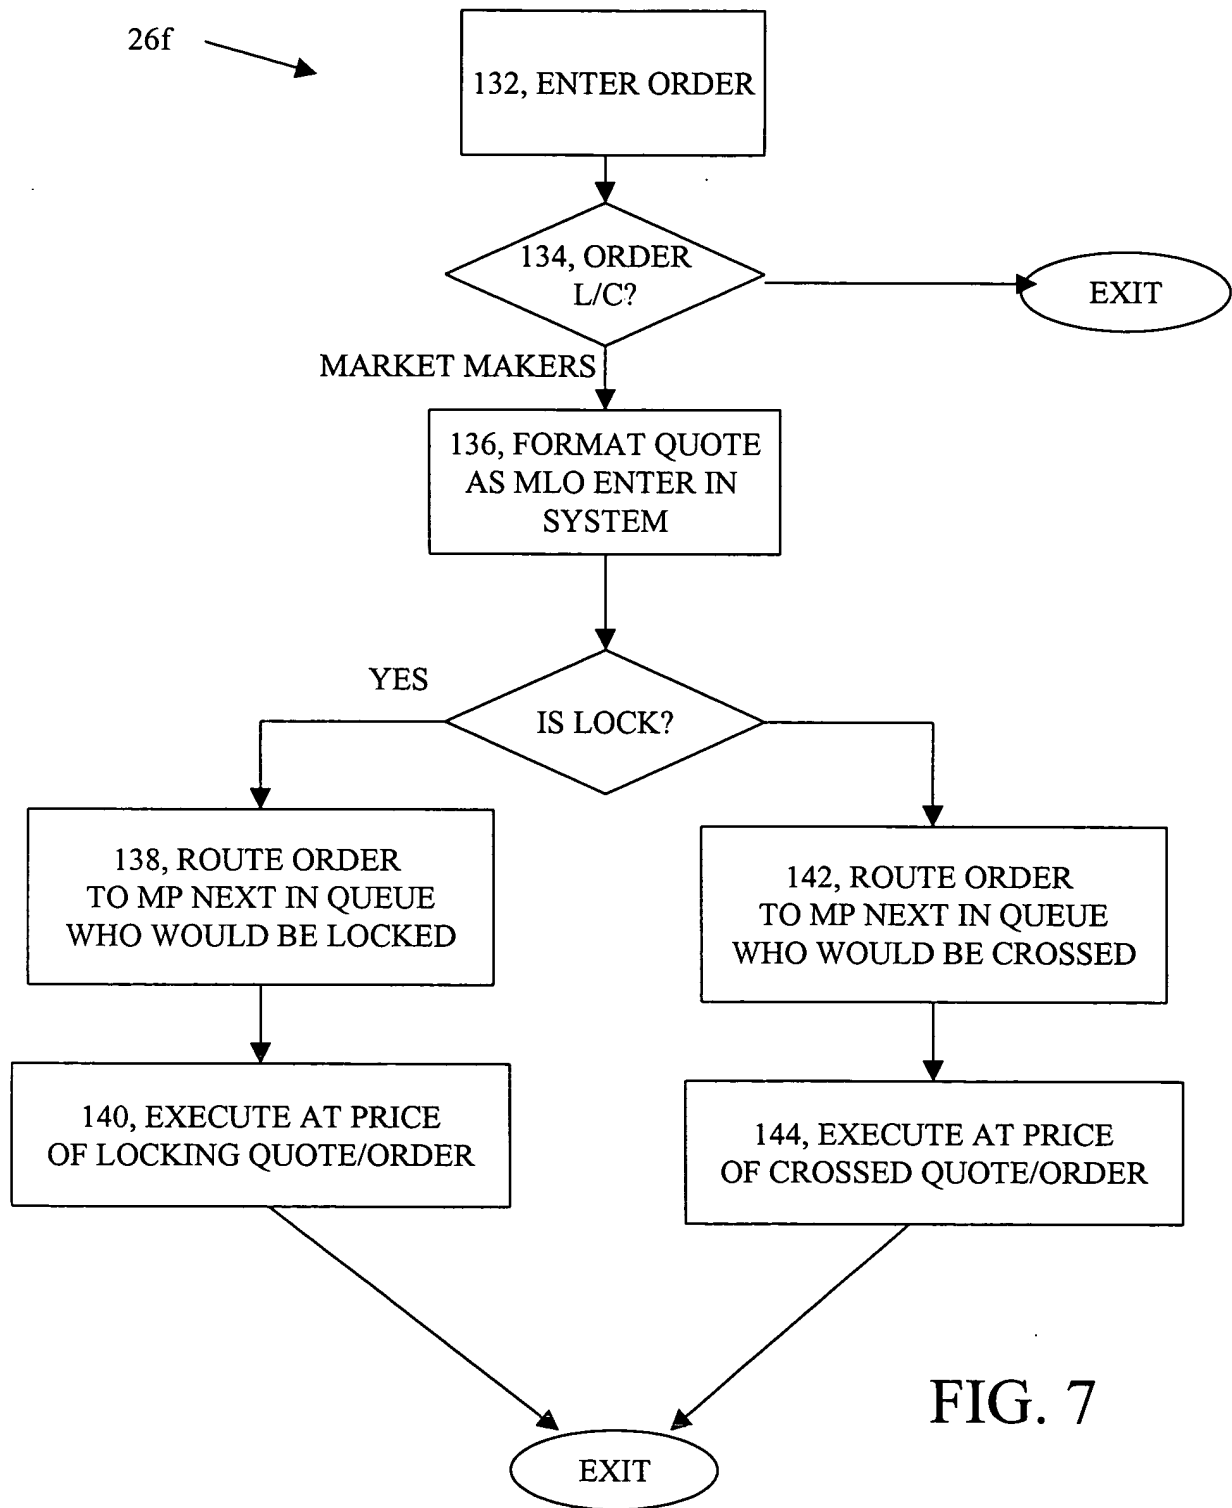 26f
132, ENTER ORDER
134, ORDER
L/C?
EXIT
MARKET MAKERS
136, FORMAT QUOTE
AS MLO ENTER IN
SYSTEM
YES
IS LOCK?
138, ROUTE ORDER
TO MP NEXT IN QUEUE
WHO WOULD BE LOCKED
142, ROUTE ORDER
TO MP NEXT IN QUEUE
WHO WOULD BE CROSSED
140, EXECUTE AT PRICE
OF LOCKING QUOTE/ORDER
144, EXECUTE AT PRICE
OF CROSSED QUOTE/ORDER
FIG. 7
EXIT